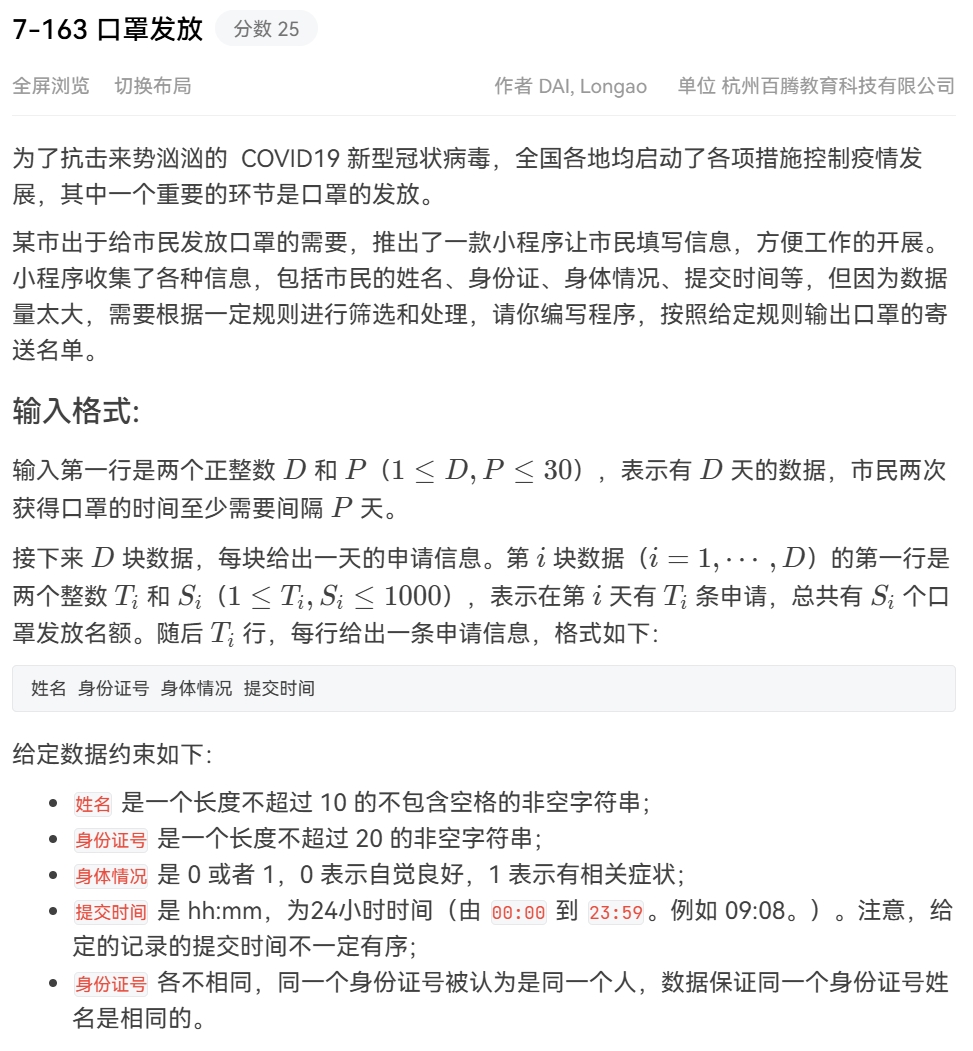 7-163 口罩发放 分数 25
全屏浏览 切换布局 作者 DAI, Longao 单位 杭州百腾教育科技有限公司
为了抗击来势汹汹的 COVID19 新型冠状病毒，全国各地均启动了各项措施控制疫情发
展，其中一个重要的环节是口罩的发放。
某市出于给市民发放口罩的需要，推出了一款小程序让市民填写信息，方便工作的开展。
小程序收集了各种信息，包括市民的姓名、身份证、身体情况、提交时间等，但因为数据
量太大，需要根据一定规则进行筛选和处理，请你编写程序，按照给定规则输出口罩的寄
送名单。
输入格式:
输入第一行是两个正整数 D 和 P（1 ≤ D, P ≤ 30），表示有 D 天的数据，市民两次
获得口罩的时间至少需要间隔 P 天。
接下来 D 块数据，每块给出一天的申请信息。第 i 块数据（i = 1, ⋯ , D）的第一行是
两个整数 T_i 和 S_i（1 ≤ T_i, S_i ≤ 1000），表示在第 i 天有 T_i 条申请，总共有 S_i 个口
罩发放名额。随后 T_i 行，每行给出一条申请信息，格式如下：
姓名 身份证号 身体情况 提交时间
给定数据约束如下：
• 姓名 是一个长度不超过 10 的不包含空格的非空字符串；
• 身份证号 是一个长度不超过 20 的非空字符串；
• 身体情况 是 0 或者 1，0 表示自觉良好，1 表示有相关症状；
• 提交时间 是 hh:mm，为24小时时间（由 00:00 到 23:59。例如 09:08。）。注意，给
定的记录的提交时间不一定有序；
• 身份证号 各不相同，同一个身份证号被认为是同一个人，数据保证同一个身份证号姓
名是相同的。